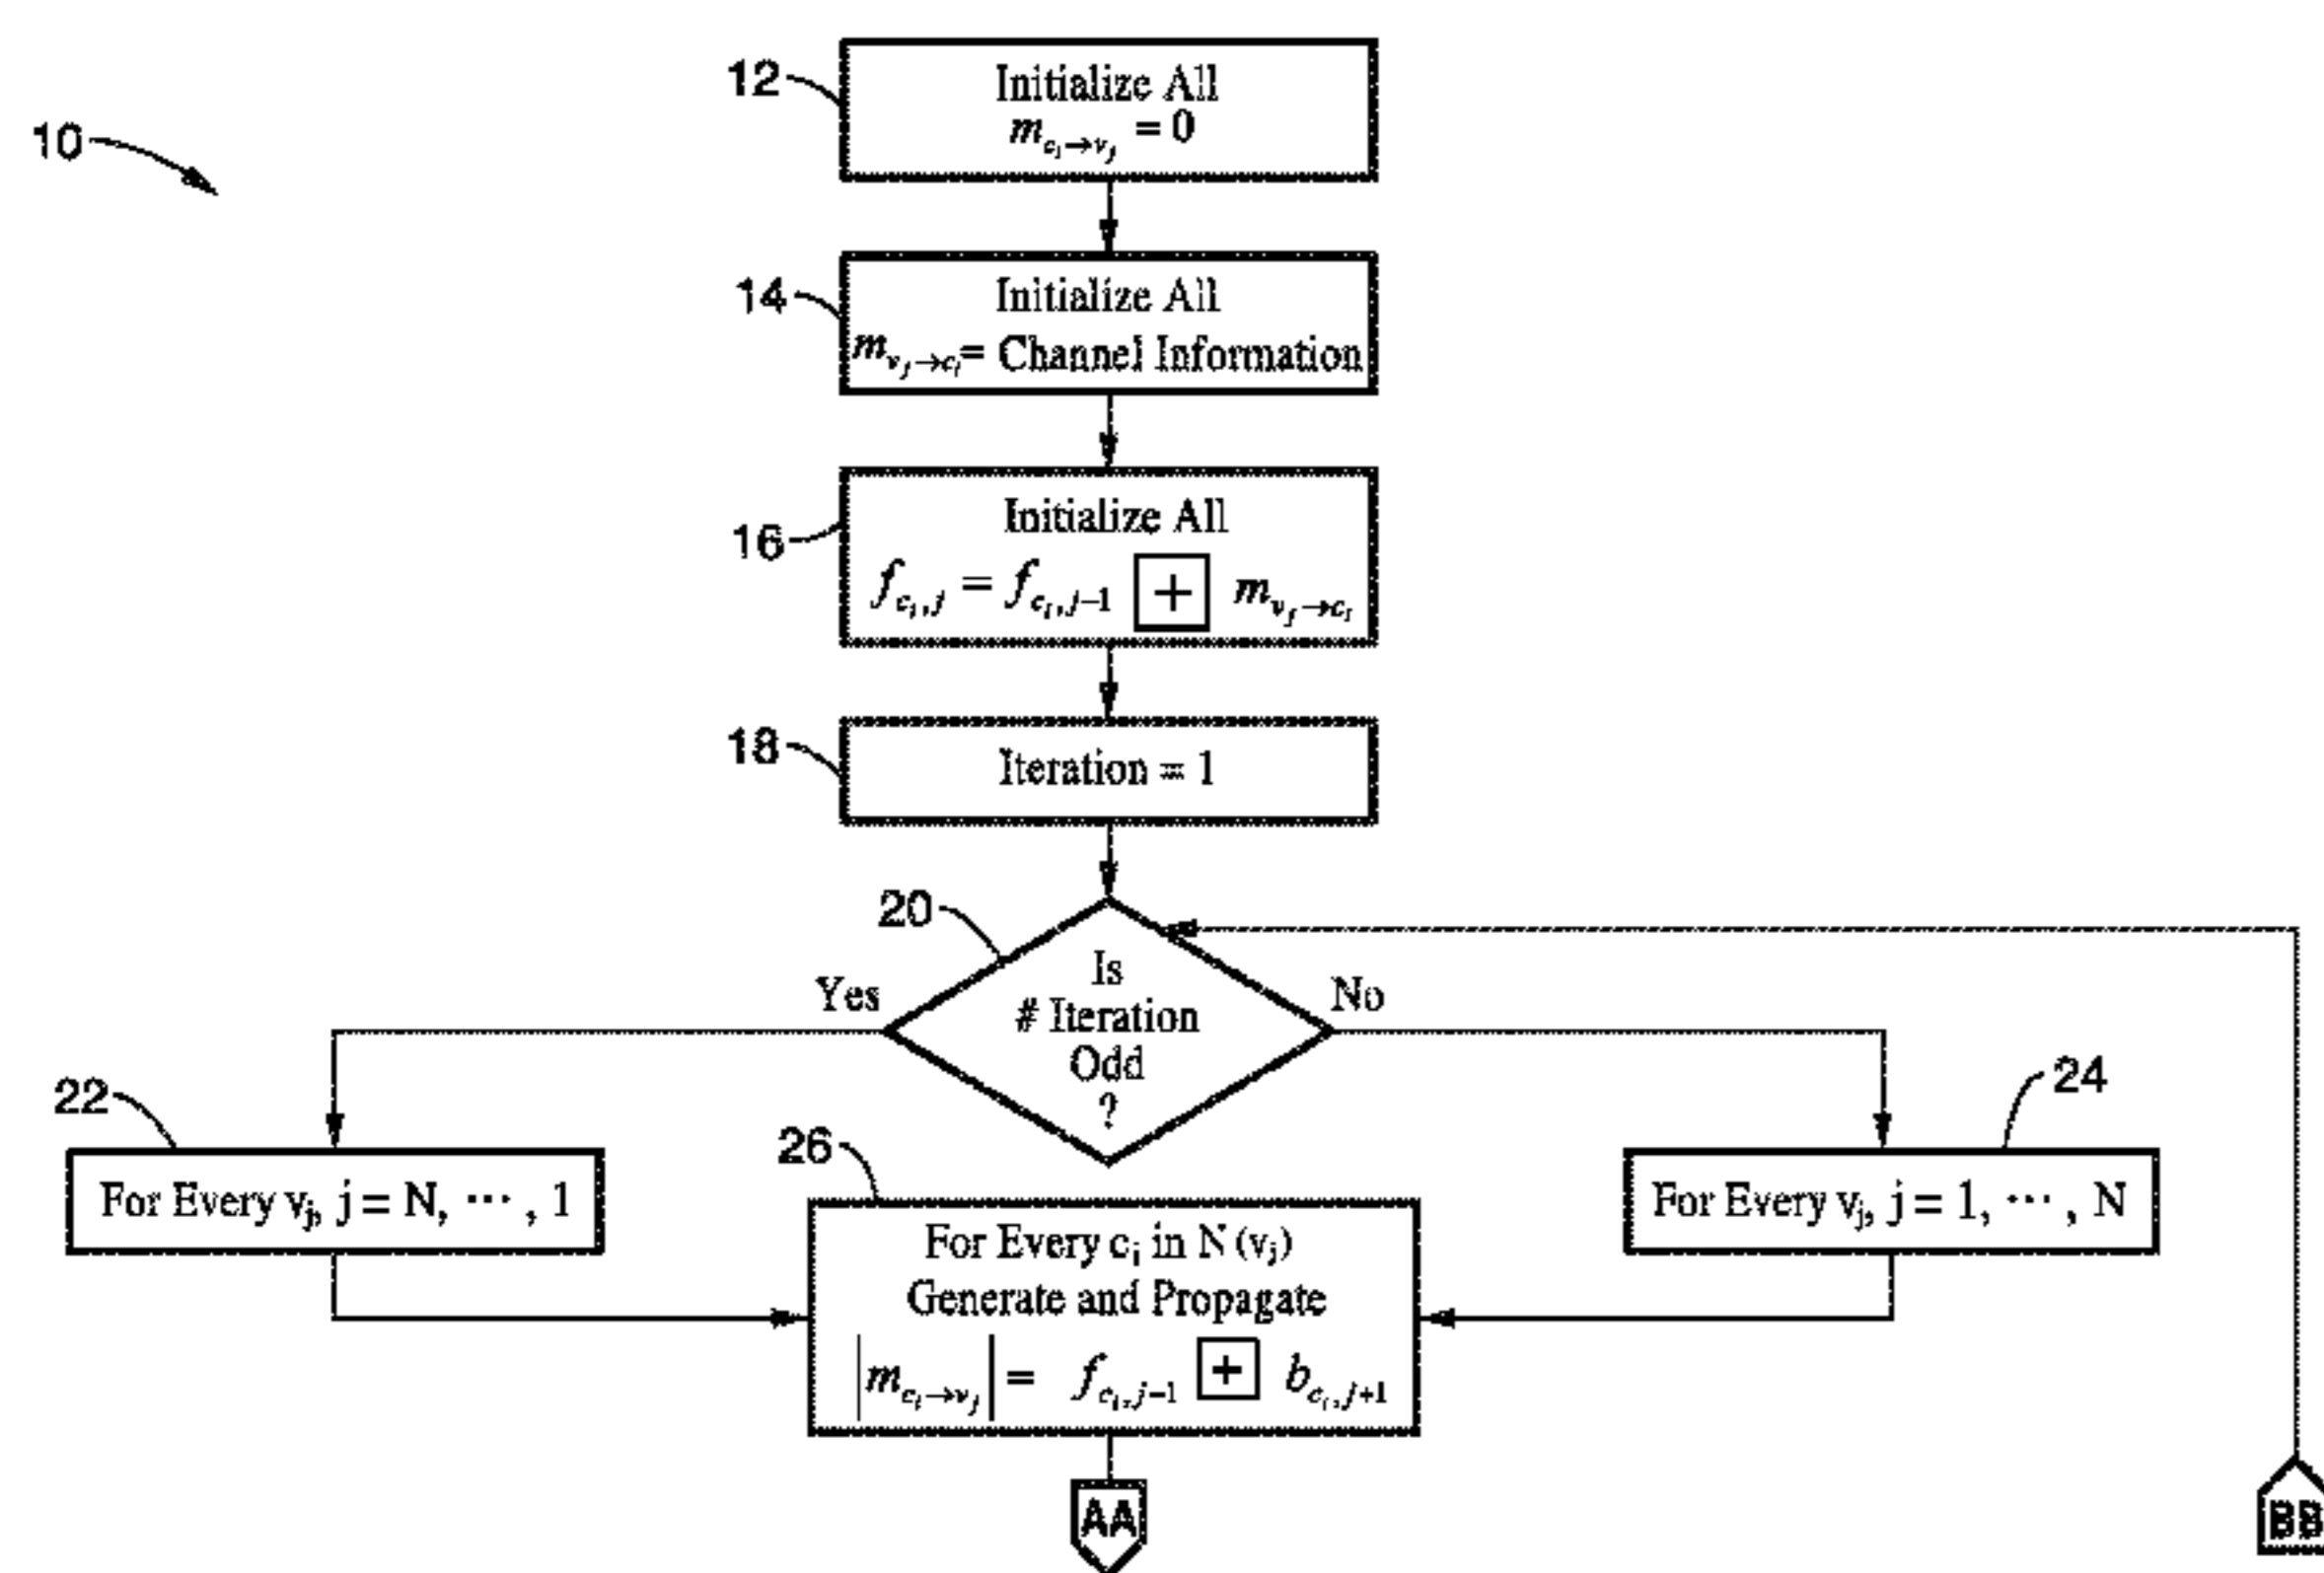 10
12
Initialize All
m_{c_i→v_j} = 0
14
Initialize All
m_{v_j→c_i} = Channel Information
16
Initialize All
f_{c_i,j} = f_{c_i,j-1} [+] m_{v_j→c_i}
18
Iteration = 1
20
Is
# Iteration
Odd
?
Yes
No
22
For Every v_j, j = N, ··· , 1
24
For Every v_j, j = 1, ··· , N
26
For Every c_i in N (v_j)
Generate and Propagate
|m_{c_i→v_j}| = f_{c_i,j-1} [+] b_{c_i,j+1}
AA
BB